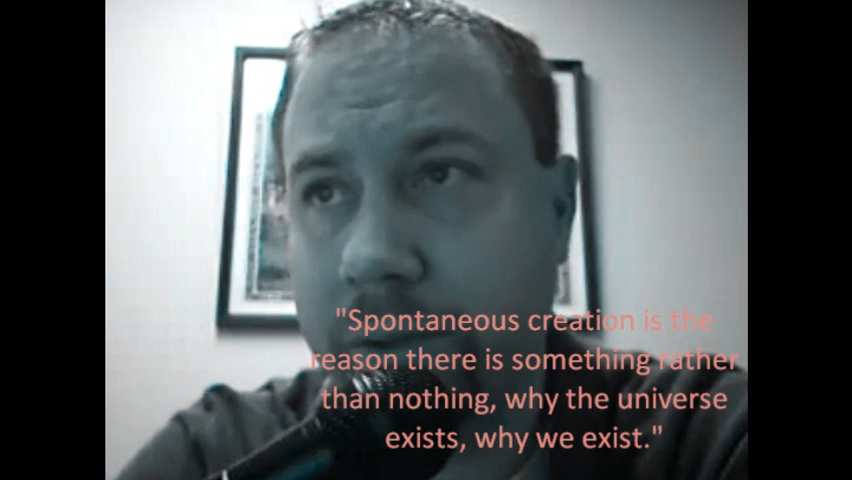 "Spontaneous creation is the
reason there is something rather
than nothing, why the universe
exists, why we exist."